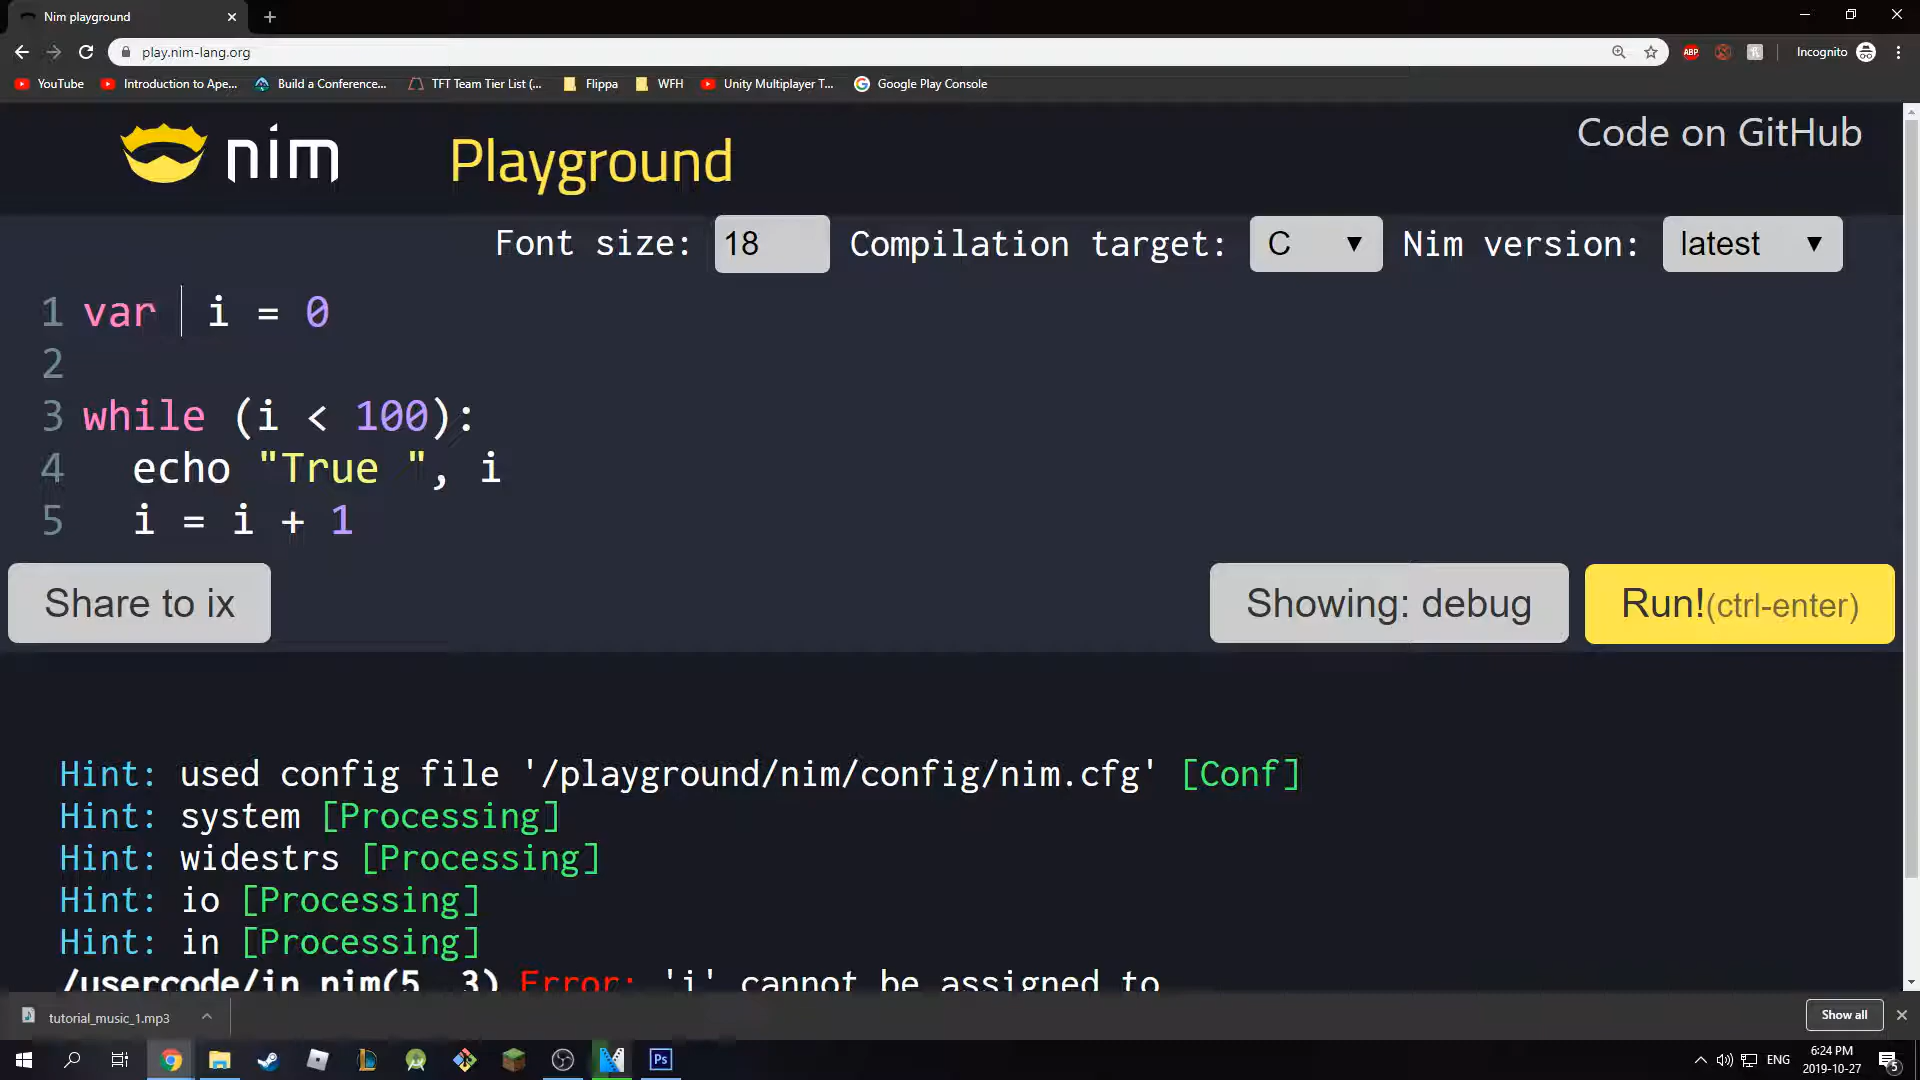 Nim playground
play.nim-lang.org
Incognito
YouTube Introduction to Ape... Build a Conference... TFT Team Tier List (... Flippa WFH Unity Multiplayer T... Google Play Console
nim Playground Code on GitHub
Font size: 18 Compilation target: C Nim version: latest
1 var  i = 0
2
3 while (i < 100):
4   echo "True ", i
5   i = i + 1
Share to ix Showing: debug Run!(ctrl-enter)
Hint: used config file '/playground/nim/config/nim.cfg' [Conf]
Hint: system [Processing]
Hint: widestrs [Processing]
Hint: io [Processing]
Hint: in [Processing]
/usercode/in.nim(5, 3) Error: 'i' cannot be assigned to
tutorial_music_1.mp3 Show all
ENG 6:24 PM
2019-10-27
5
ABP
Ps